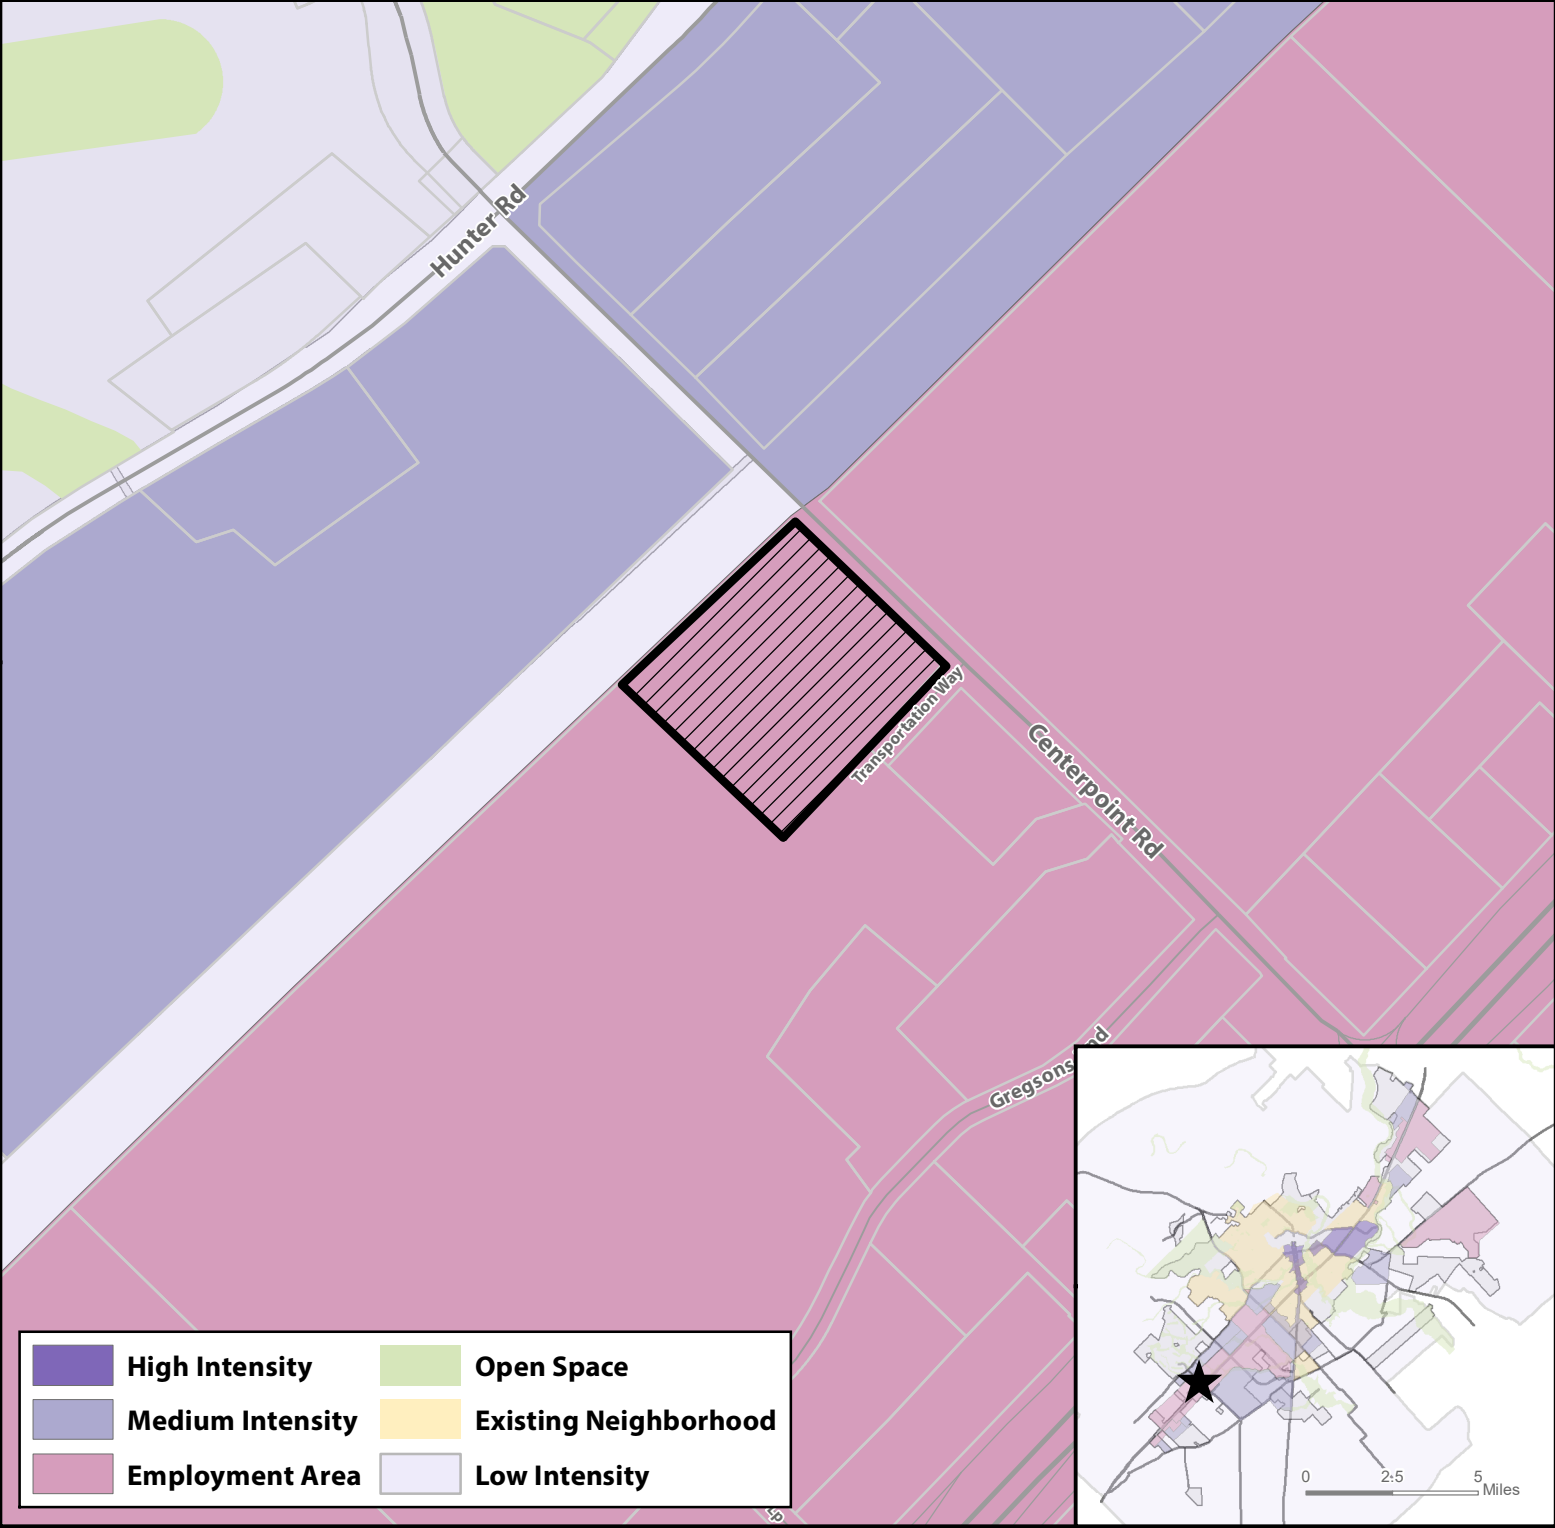 Hunter Rd
Transportation Way
Centerpoint Rd
Lp
High Intensity
Medium Intensity
Employment Area
Open Space
Existing Neighborhood
Low Intensity
0 2.5 5
Miles